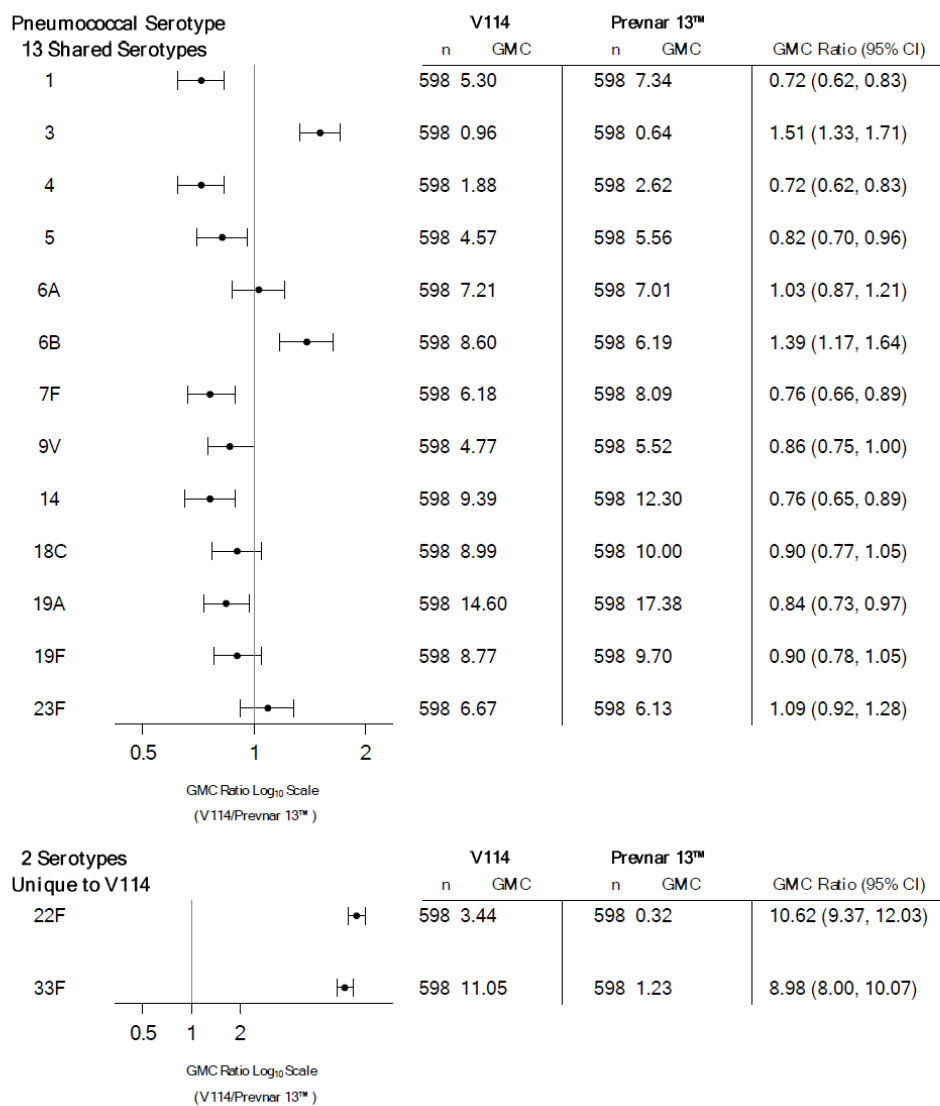 Pneumococcal Serotype V114 Prevnar 13™
13 Shared Serotypes n GMC n GMC GMC Ratio (95% CI)
1 598 5.30 598 7.34 0.72 (0.62, 0.83)
3 598 0.96 598 0.64 1.51 (1.33, 1.71)
4 598 1.88 598 2.62 0.72 (0.62, 0.83)
5 598 4.57 598 5.56 0.82 (0.70, 0.96)
6A 598 7.21 598 7.01 1.03 (0.87, 1.21)
6B 598 8.60 598 6.19 1.39 (1.17, 1.64)
7F 598 6.18 598 8.09 0.76 (0.66, 0.89)
9V 598 4.77 598 5.52 0.86 (0.75, 1.00)
14 598 9.39 598 12.30 0.76 (0.65, 0.89)
18C 598 8.99 598 10.00 0.90 (0.77, 1.05)
19A 598 14.60 598 17.38 0.84 (0.73, 0.97)
19F 598 8.77 598 9.70 0.90 (0.78, 1.05)
23F 598 6.67 598 6.13 1.09 (0.92, 1.28)
0.5 1 2
GMC Ratio Log₁₀ Scale
(V114/Prevnar 13™ )
2 Serotypes V114 Prevnar 13™
Unique to V114 n GMC n GMC GMC Ratio (95% CI)
22F 598 3.44 598 0.32 10.62 (9.37, 12.03)
33F 598 11.05 598 1.23 8.98 (8.00, 10.07)
0.5 1 2
GMC Ratio Log₁₀ Scale
(V114/Prevnar 13™ )